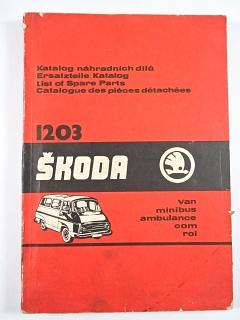 Katalog náhradních dílů
Ersatzteile Katalog
List of Spare Parts
Catalogue des pièces détachées
1203
ŠKODA
van
minibus
ambulance
com
roi